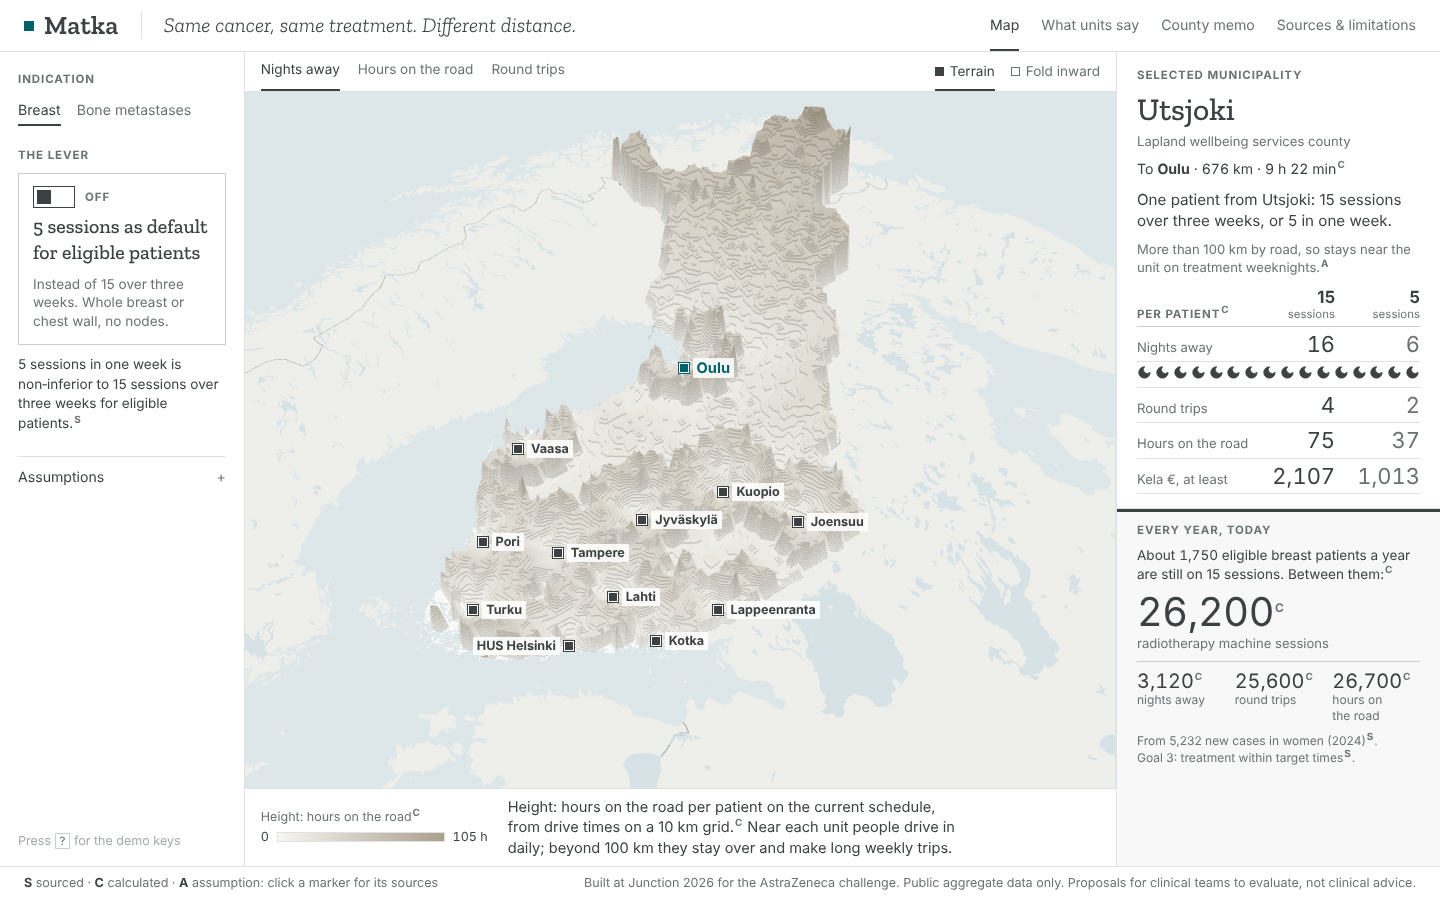 Matka
Same cancer, same treatment. Different distance.
Map
What units say
County memo
Sources & limitations
INDICATION
Breast
Bone metastases
THE LEVER
OFF
5 sessions as default
for eligible patients
Instead of 15 over three
weeks. Whole breast or
chest wall, no nodes.
5 sessions in one week is
non-inferior to 15 sessions over
three weeks for eligible
patients.S
Assumptions +
Press ? for the demo keys
Nights away
Hours on the road
Round trips
Terrain
Fold inward
Oulu
Vaasa
Kuopio
Jyväskylä
Joensuu
Pori
Tampere
Lahti
Turku
Lappeenranta
HUS Helsinki
Kotka
Height: hours on the roadC
0 105 h
Height: hours on the road per patient on the current schedule,
from drive times on a 10 km grid.C Near each unit people drive in
daily; beyond 100 km they stay over and make long weekly trips.
SELECTED MUNICIPALITY
Utsjoki
Lapland wellbeing services county
To Oulu · 676 km · 9 h 22 minC
One patient from Utsjoki: 15 sessions
over three weeks, or 5 in one week.
More than 100 km by road, so stays near the
unit on treatment weeknights.A
15 5
PER PATIENTC sessions sessions
Nights away 16 6
Round trips 4 2
Hours on the road 75 37
Kela €, at least 2,107 1,013
EVERY YEAR, TODAY
About 1,750 eligible breast patients a year
are still on 15 sessions. Between them:C
26,200C
radiotherapy machine sessions
3,120C 25,600C 26,700C
nights away round trips hours on
the road
From 5,232 new cases in women (2024)S.
Goal 3: treatment within target timesS.
S sourced · C calculated · A assumption: click a marker for its sources
Built at Junction 2026 for the AstraZeneca challenge. Public aggregate data only. Proposals for clinical teams to evaluate, not clinical advice.